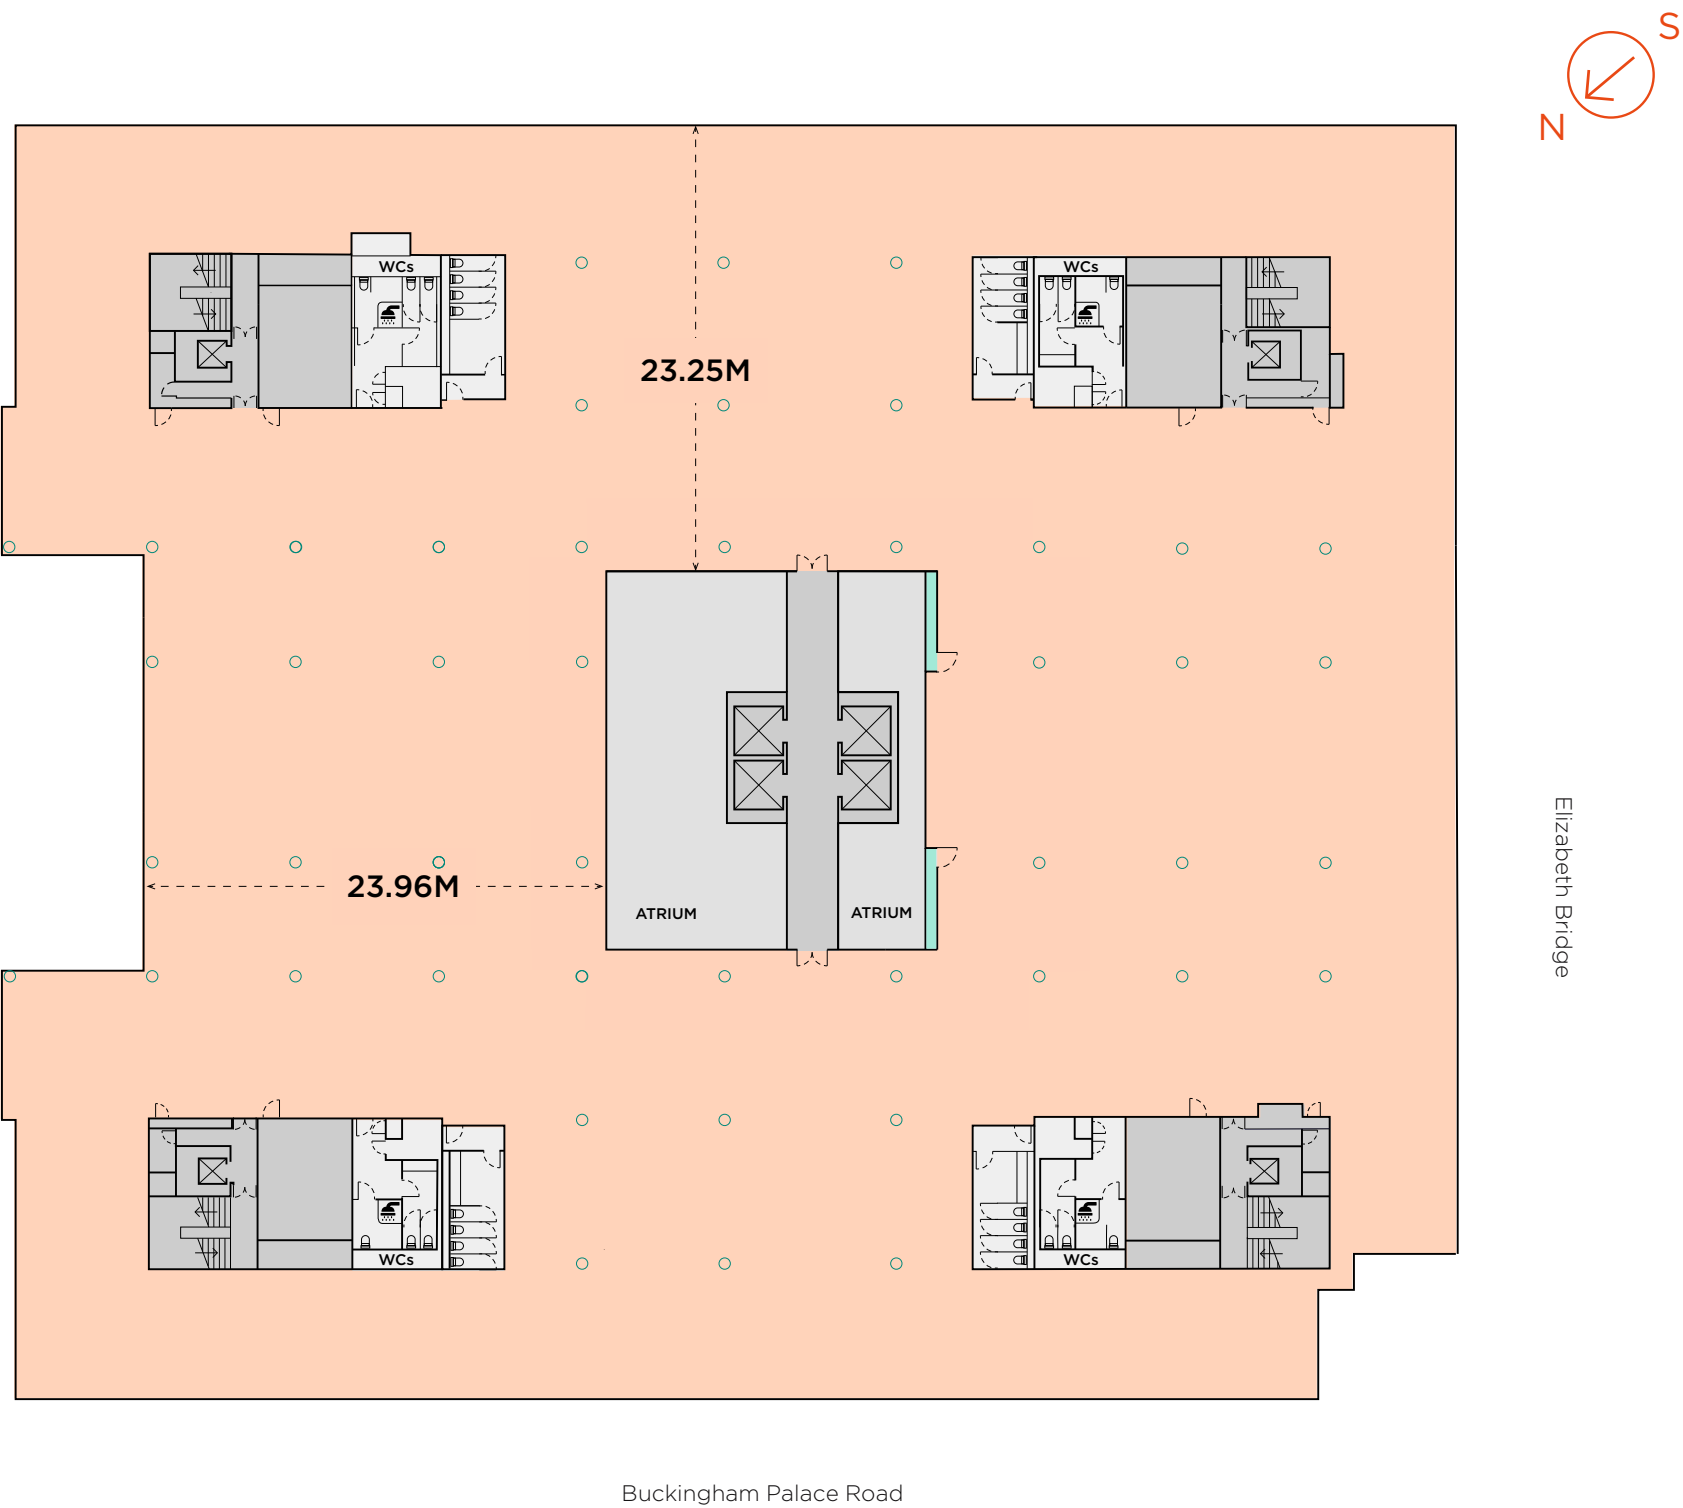 S
N
WCs
WCs
23.25M
Elizabeth Bridge
23.96M
ATRIUM
ATRIUM
WCs
WCs
Buckingham Palace Road